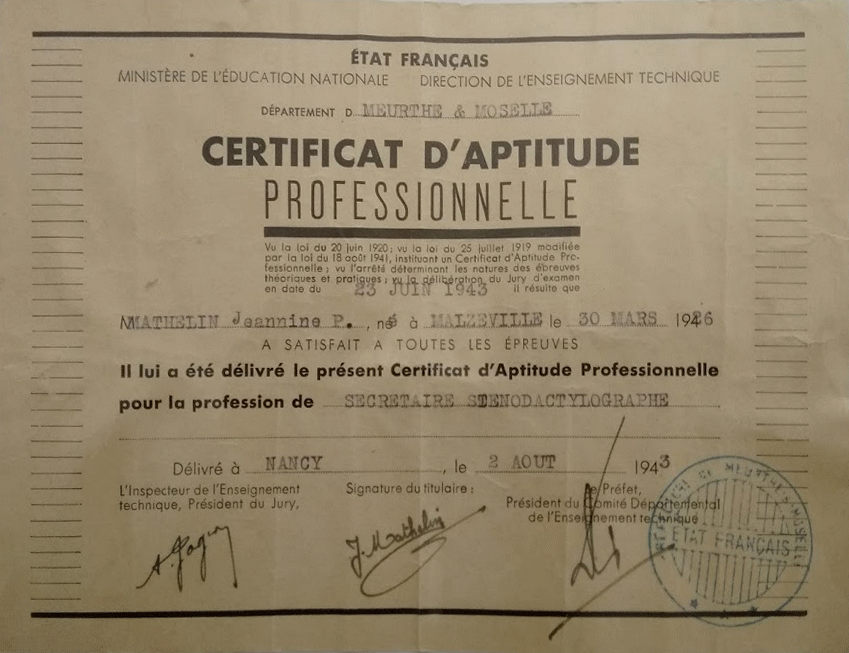 ÉTAT FRANÇAIS
MINISTÈRE DE L'ÉDUCATION NATIONALE DIRECTION DE L'ENSEIGNEMENT TECHNIQUE
DÉPARTEMENT D MEURTHE & MOSELLE
CERTIFICAT D'APTITUDE
PROFESSIONNELLE
Vu la loi du 20 juin 1920; vu la loi du 25 juillet 1919 modifiée
par la loi du 18 août 1941, instituant un Certificat d'Aptitude Pro-
fessionnelle; vu l'arrêté déterminant les natures des épreuves
théoriques et pratiques; vu la délibération du Jury d'examen
en date du 23 JUIN 1943 il résulte que
M MATHELIN Jeannine P. , né é à MALZEVILLE le 30 MARS 1926
A SATISFAIT A TOUTES LES ÉPREUVES
Il lui a été délivré le présent Certificat d'Aptitude Professionnelle
pour la profession de SECRETAIRE STENODACTYLOGRAPHE
Délivré à NANCY , le 2 AOUT 1943
L'Inspecteur de l'Enseignement
technique, Président du Jury,
Signature du titulaire :
Le Préfet,
Président du Comité Départemental
de l'Enseignement technique
J. Mathelin
ETAT FRANÇAIS
DE MEURTHE & MOSELLE